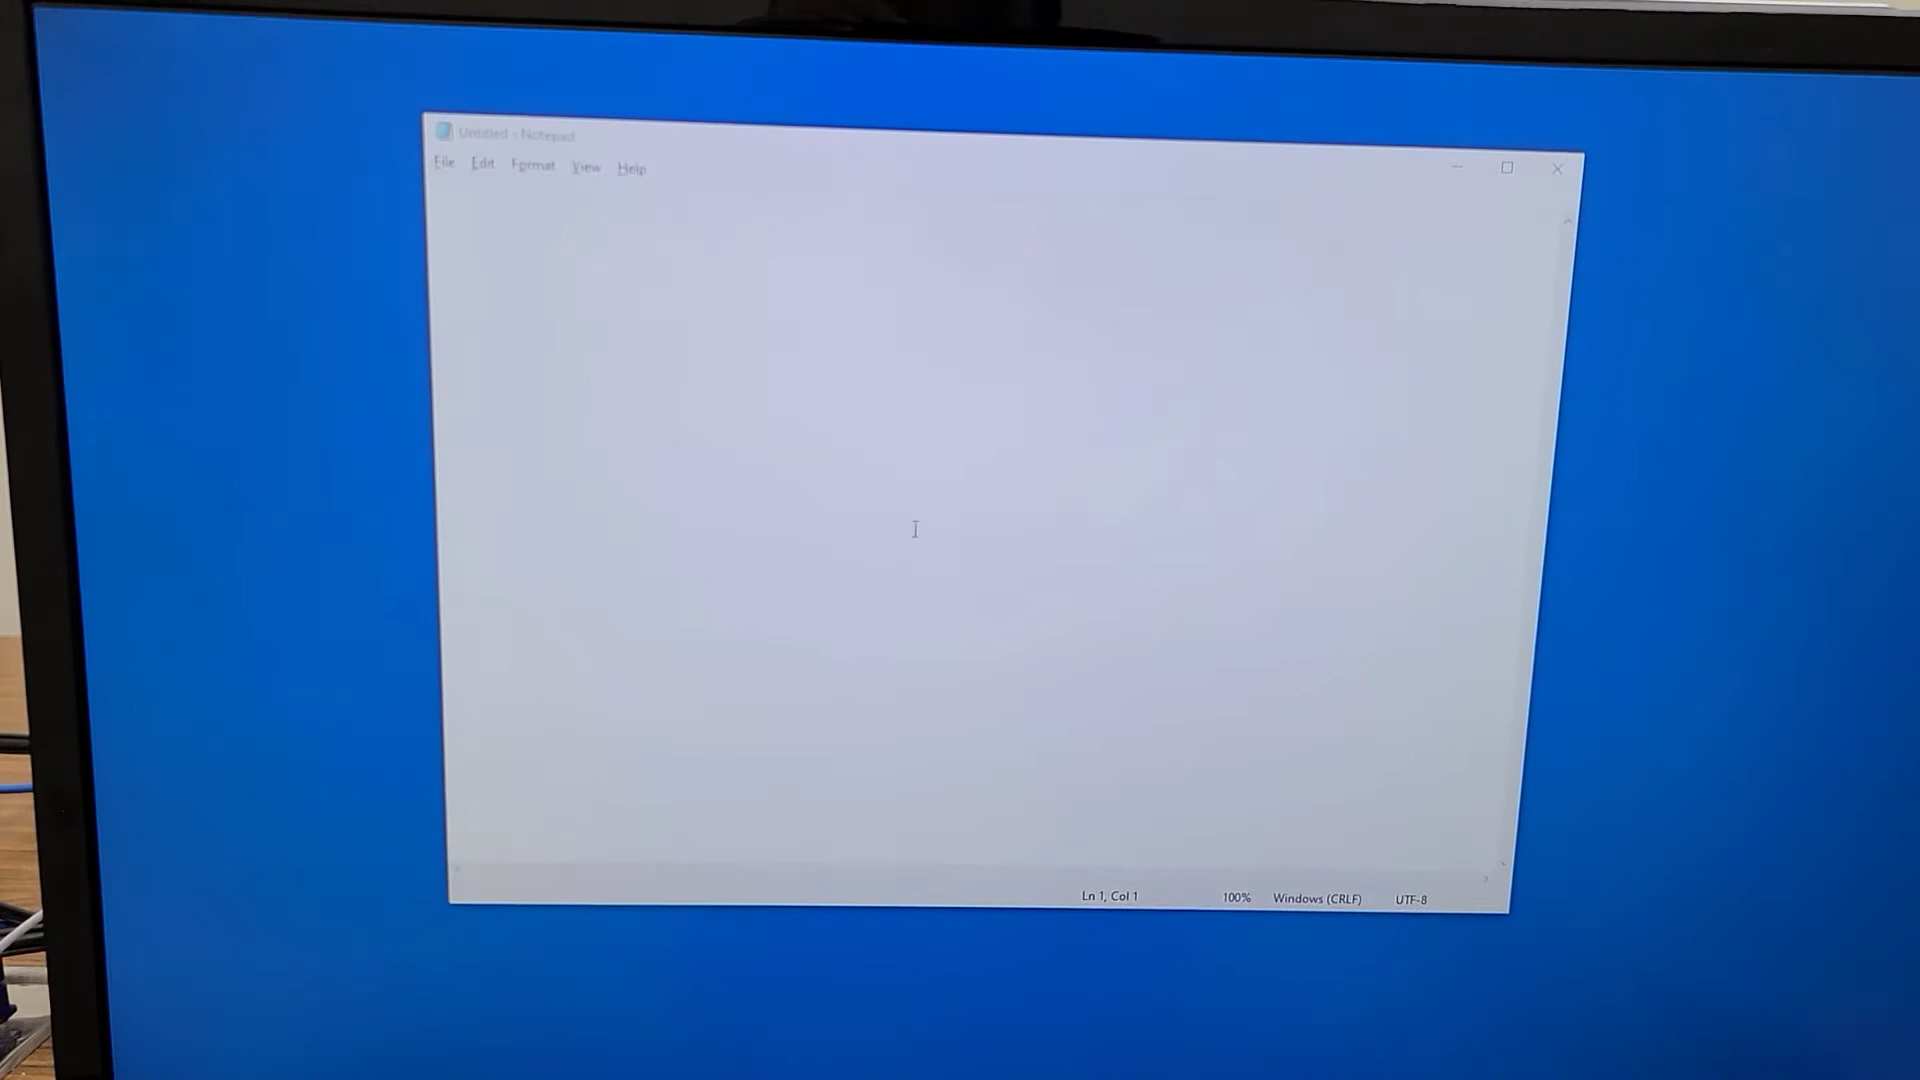 Untitled - Notepad
File Edit Format View Help
Ln 1, Col 1 100% Windows (CRLF) UTF-8